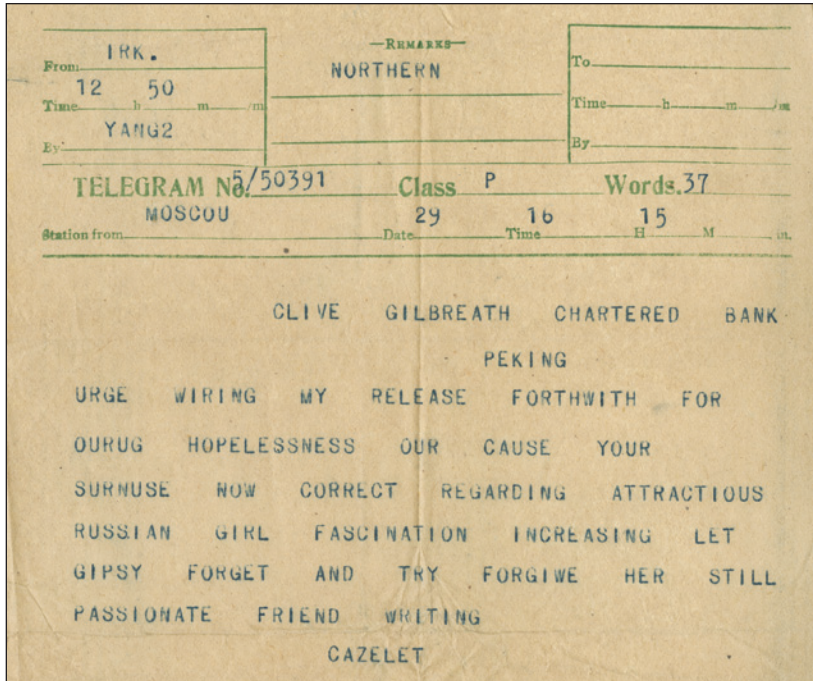 —REMARKS—
From IRK.
NORTHERN
To
12 50
Time h m /m
Time h m /m
By YANG2
By
TELEGRAM No. 5/50391 Class P Words. 37
MOSCOU 29 16 15
Station from Date Time H M m.
CLIVE GILBREATH CHARTERED BANK
PEKING
URGE WIRING MY RELEASE FORTHWITH FOR
OURUG HOPELESSNESS OUR CAUSE YOUR
SURNUSE NOW CORRECT REGARDING ATTRACTIOUS
RUSSIAN GIRL FASCINATION INCREASING LET
GIPSY FORGET AND TRY FORGIWE HER STILL
PASSIONATE FRIEND WRITING
CAZELET